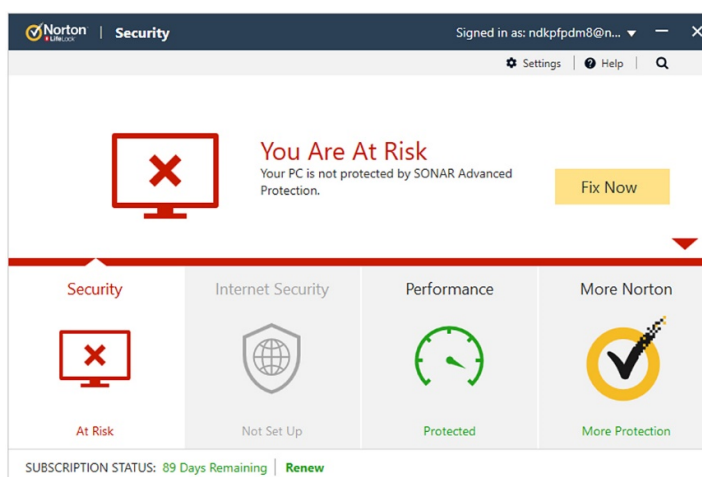 Norton LifeLock | Security Signed in as: ndkpfpdm8@n...
Settings | Help |
You Are At Risk
Your PC is not protected by SONAR Advanced
Protection.
Fix Now
Security
Internet Security
Performance
More Norton
At Risk
Not Set Up
Protected
More Protection
SUBSCRIPTION STATUS: 89 Days Remaining | Renew